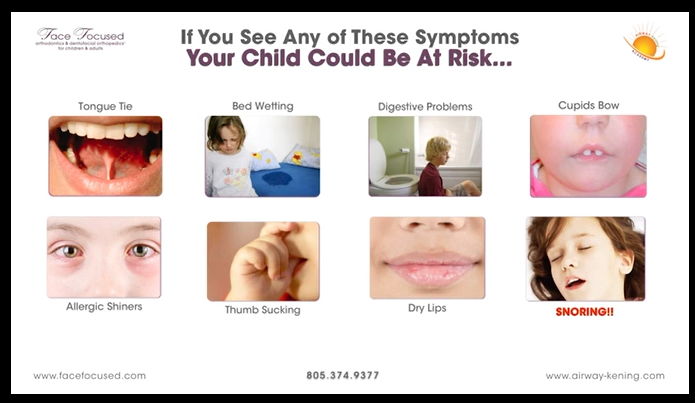 Face Focused
orthodontics & dentofacial orthopedics
for children & adults
If You See Any of These Symptoms
Your Child Could Be At Risk...
Tongue Tie
Bed Wetting
Digestive Problems
Cupids Bow
Allergic Shiners
Thumb Sucking
Dry Lips
SNORING!!
www.facefocused.com
805.374.9377
www.airway-kening.com